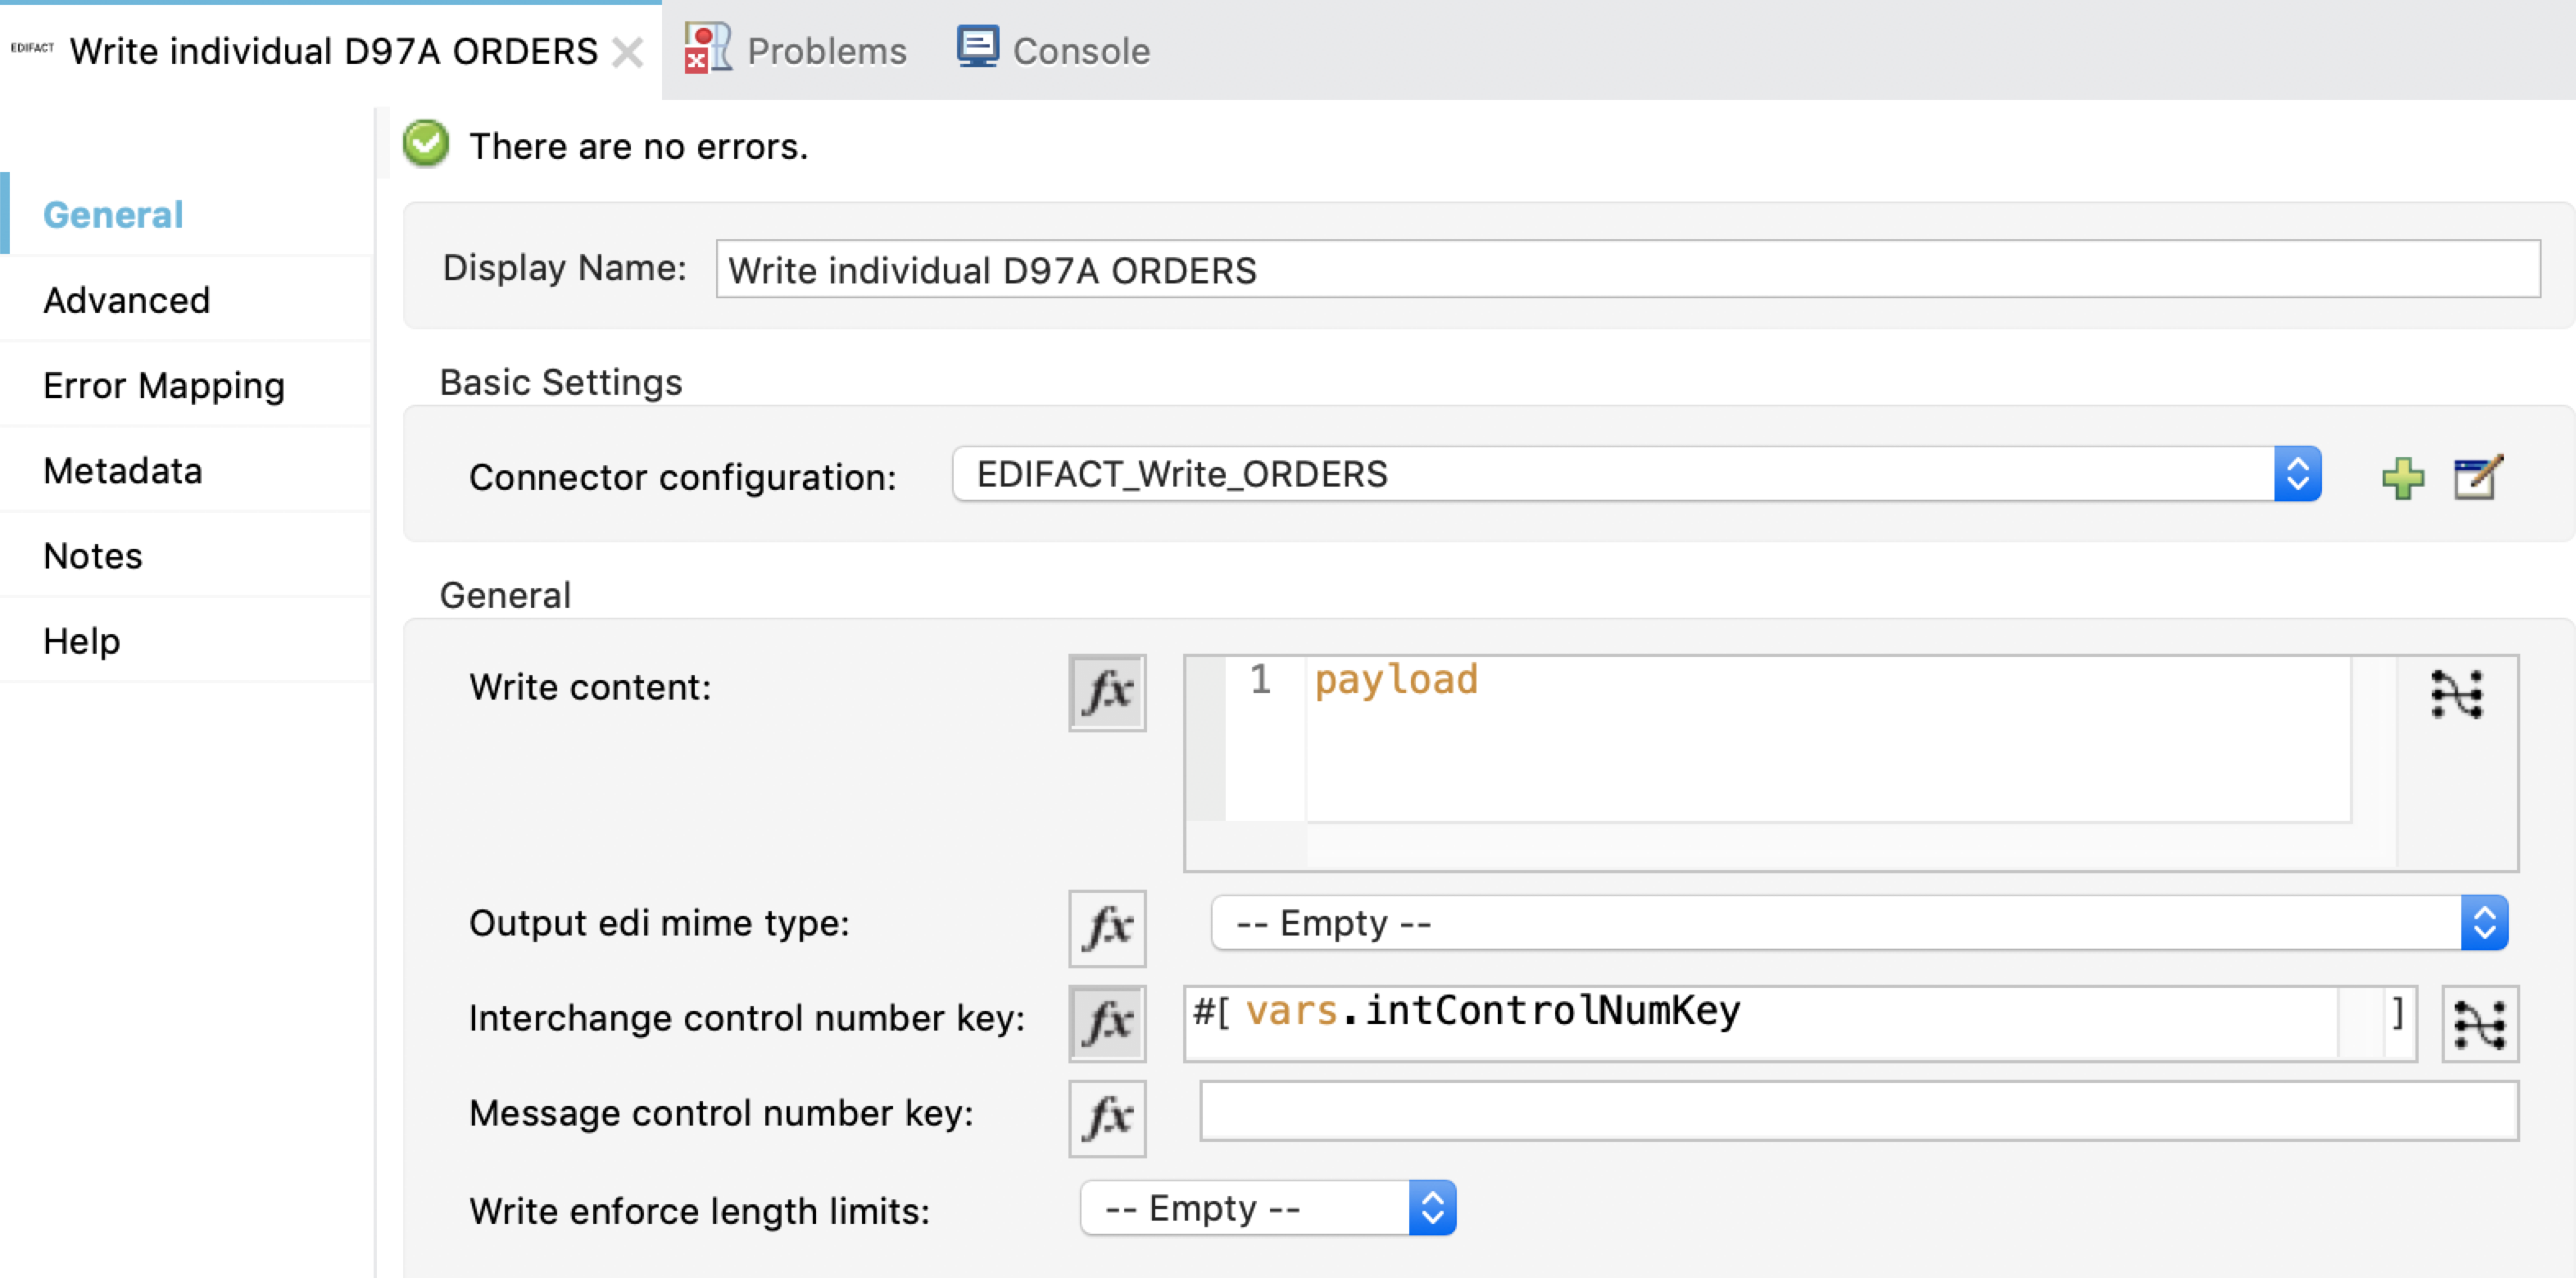 EDIFACT Write individual D97A ORDERS Problems Console
There are no errors.
General
Advanced
Error Mapping
Metadata
Notes
Help
Display Name: Write individual D97A ORDERS
Basic Settings
Connector configuration: EDIFACT_Write_ORDERS
General
Write content: fx 1 payload
Output edi mime type: fx -- Empty --
Interchange control number key: fx #[ vars.intControlNumKey ]
Message control number key: fx
Write enforce length limits: -- Empty --